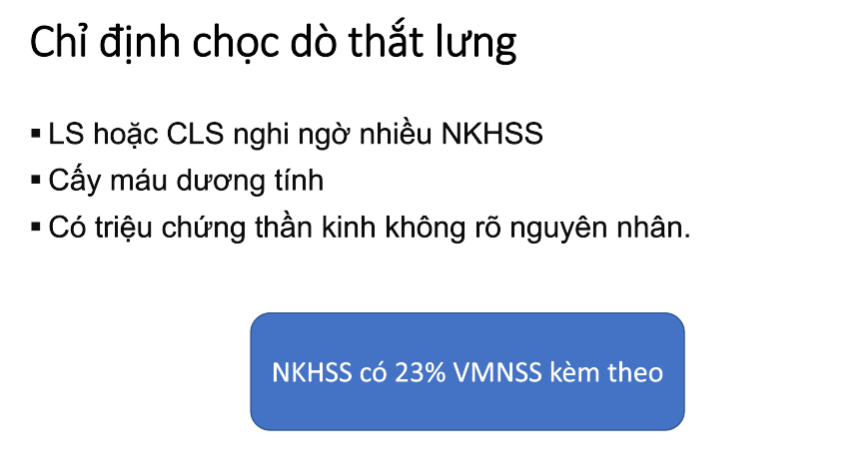 Chỉ định chọc dò thắt lưng
▪ LS hoặc CLS nghi ngờ nhiều NKHSS
▪ Cấy máu dương tính
▪ Có triệu chứng thần kinh không rõ nguyên nhân.
NKHSS có 23% VMNSS kèm theo